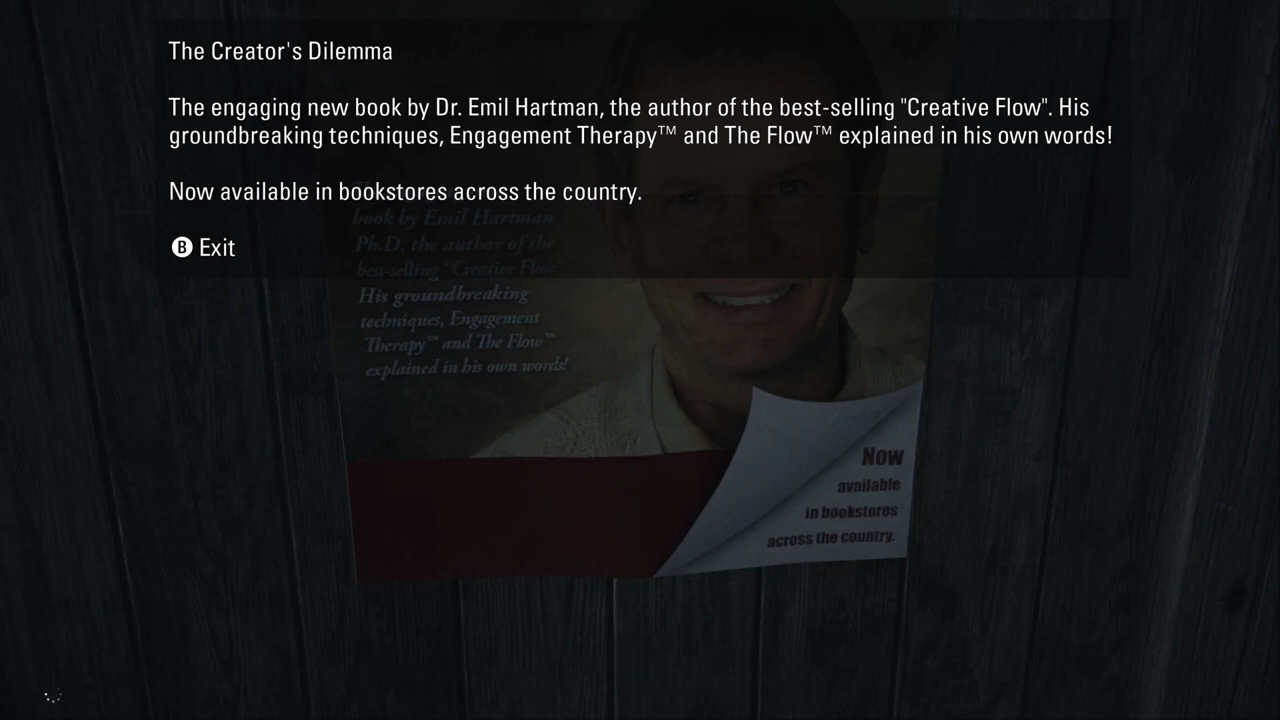 The Creator's Dilemma
The engaging new book by Dr. Emil Hartman, the author of the best-selling "Creative Flow". His
groundbreaking techniques, Engagement Therapy™ and The Flow™ explained in his own words!
Now available in bookstores across the country.
B Exit
book by Emil Hartman
Ph.D, the author of the
best-selling "Creative Flow
His groundbreaking
techniques, Engagement
Therapy™ and The Flow™
explained in his own words!
Now
available
in bookstores
across the country.